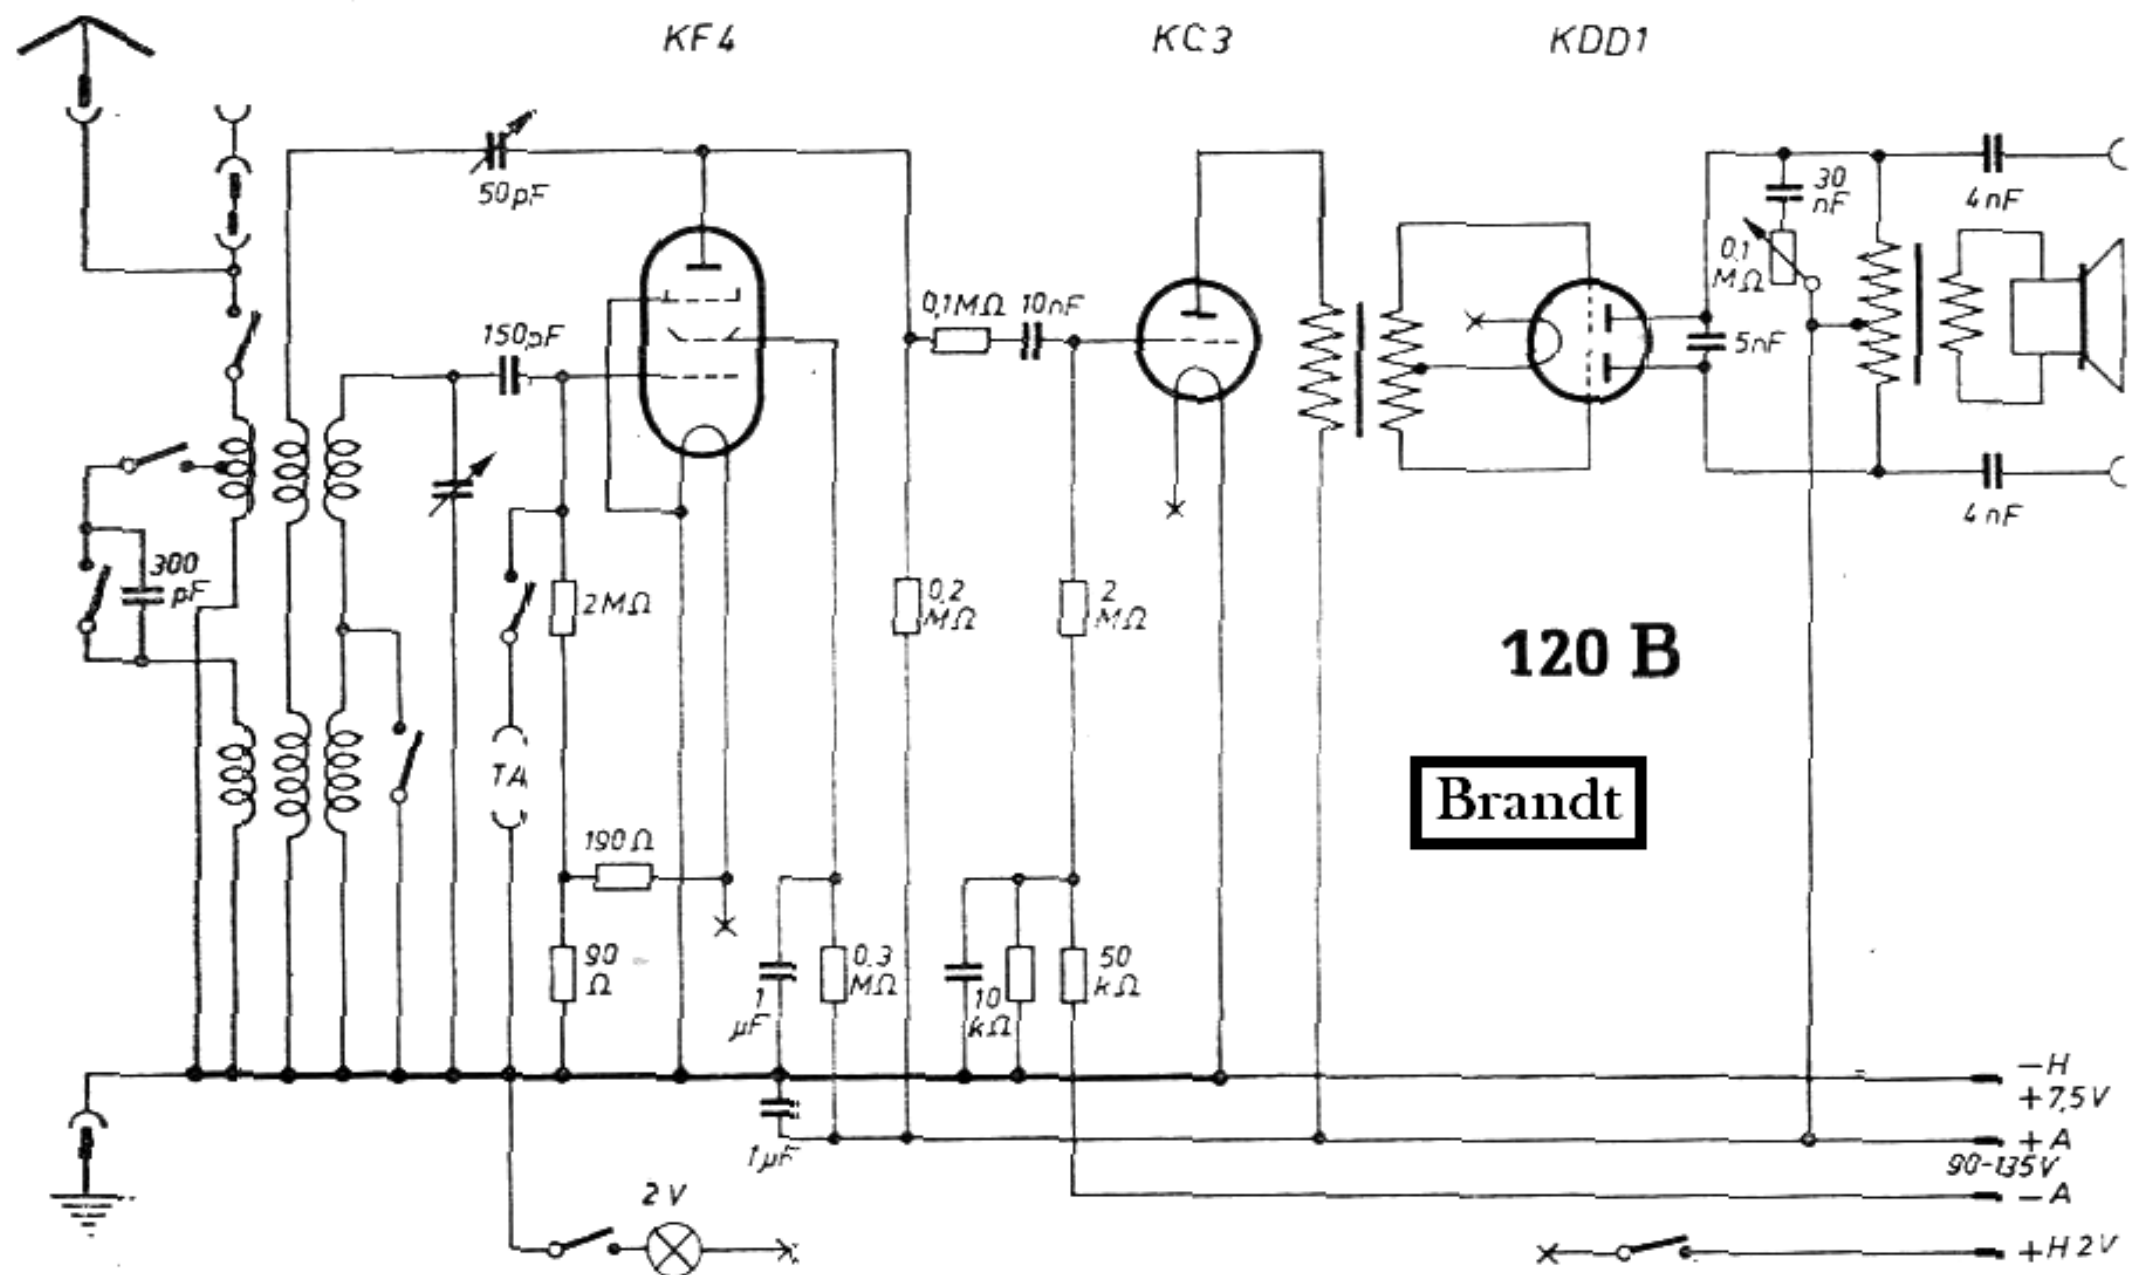 KF4
KC3
KDD1
50pF
30
nF
4nF
0,1
MΩ
0,1MΩ
10nF
150pF
5nF
4nF
300
pF
2MΩ
0,2
MΩ
2
MΩ
120 B
TA
Brandt
190Ω
90
Ω
0,3
MΩ
1
µF
10
kΩ
50
kΩ
−H
+7,5V
+A
90-135V
−A
1µF
2V
+H 2V